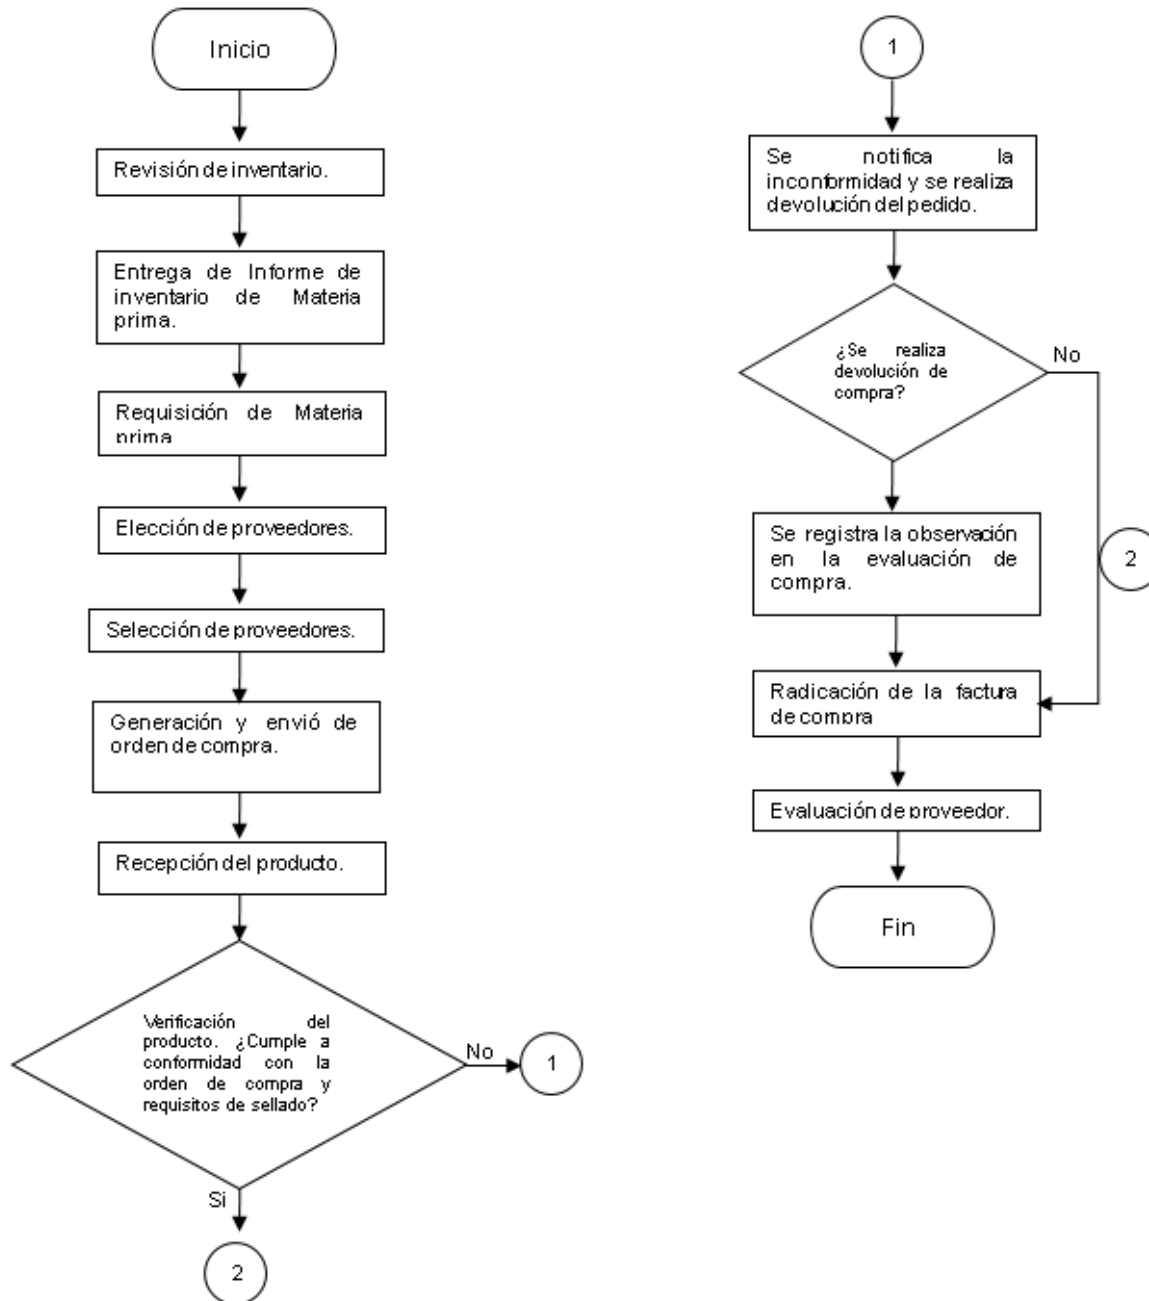 Inicio
Revisión de inventario.
Entrega de Informe de
inventario de Materia
prima.
Requisición de Materia
prima
Elección de proveedores.
Selección de proveedores.
Generación y envió de
orden de compra.
Recepción del producto.
Verificación del
producto. ¿Cumple a
conformidad con la
orden de compra y
requisitos de sellado?
No
1
Si
2
1
Se notifica la
inconformidad y se realiza
devolución del pedido.
¿Se realiza
devolución de
compra?
No
Se registra la observación
en la evaluación de
compra.
2
Radicación de la factura
de compra
Evaluación de proveedor.
Fin